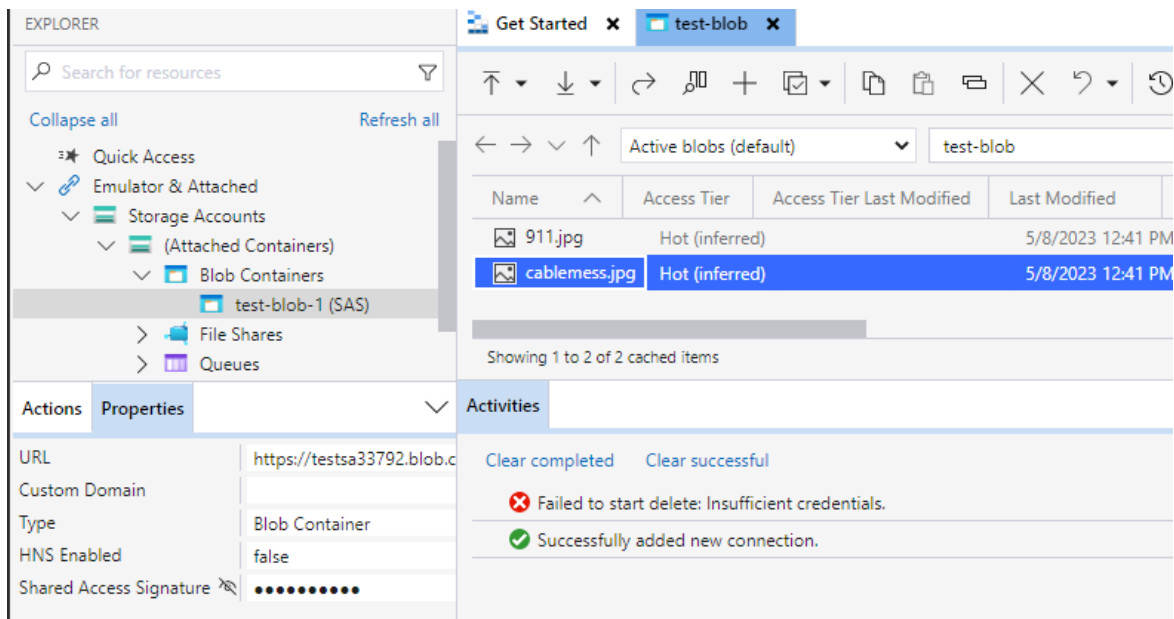 EXPLORER
Search for resources
Collapse all Refresh all
Quick Access
Emulator & Attached
Storage Accounts
(Attached Containers)
Blob Containers
test-blob-1 (SAS)
File Shares
Queues
Actions Properties
URL https://testsa33792.blob.c
Custom Domain
Type Blob Container
HNS Enabled false
Shared Access Signature ••••••••••
Get Started test-blob
Active blobs (default) test-blob
Name Access Tier Access Tier Last Modified Last Modified
911.jpg Hot (inferred) 5/8/2023 12:41 PM
cablemess.jpg Hot (inferred) 5/8/2023 12:41 PM
Showing 1 to 2 of 2 cached items
Activities
Clear completed Clear successful
Failed to start delete: Insufficient credentials.
Successfully added new connection.